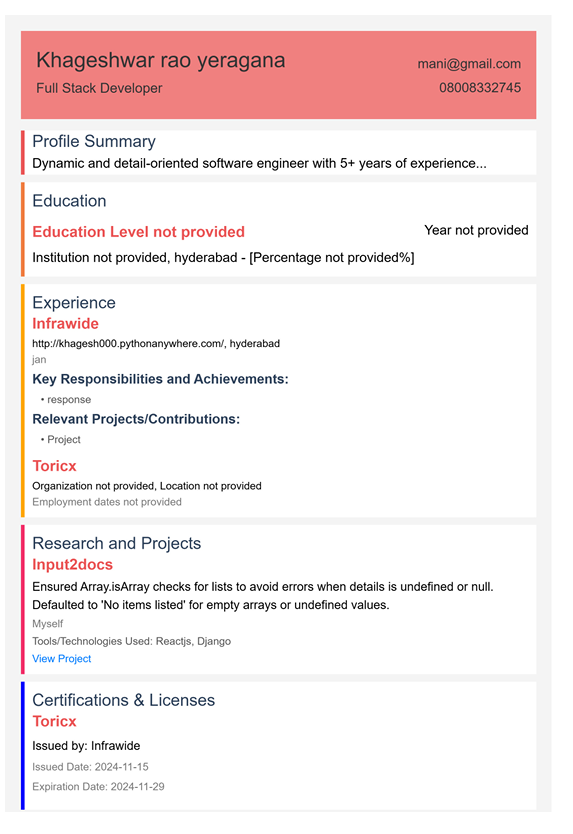 Khageshwar rao yeragana
mani@gmail.com
Full Stack Developer
08008332745
Profile Summary
Dynamic and detail-oriented software engineer with 5+ years of experience...
Education
Education Level not provided
Year not provided
Institution not provided, hyderabad - [Percentage not provided%]
Experience
Infrawide
http://khagesh000.pythonanywhere.com/, hyderabad
jan
Key Responsibilities and Achievements:
• response
Relevant Projects/Contributions:
• Project
Toricx
Organization not provided, Location not provided
Employment dates not provided
Research and Projects
Input2docs
Ensured Array.isArray checks for lists to avoid errors when details is undefined or null.
Defaulted to 'No items listed' for empty arrays or undefined values.
Myself
Tools/Technologies Used: Reactjs, Django
View Project
Certifications & Licenses
Toricx
Issued by: Infrawide
Issued Date: 2024-11-15
Expiration Date: 2024-11-29